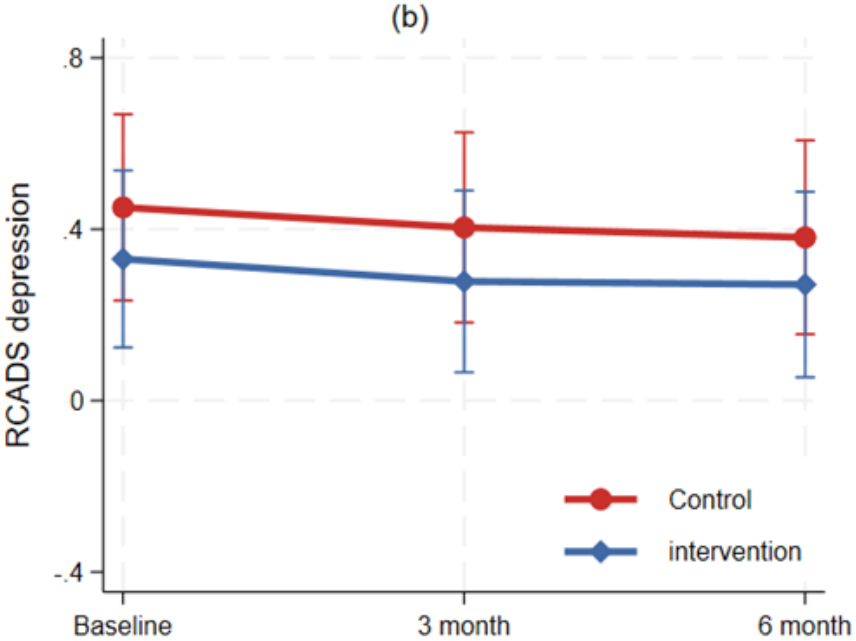 (b)
.8
.4
0
-.4
RCADS depression
Control
intervention
Baseline
3 month
6 month